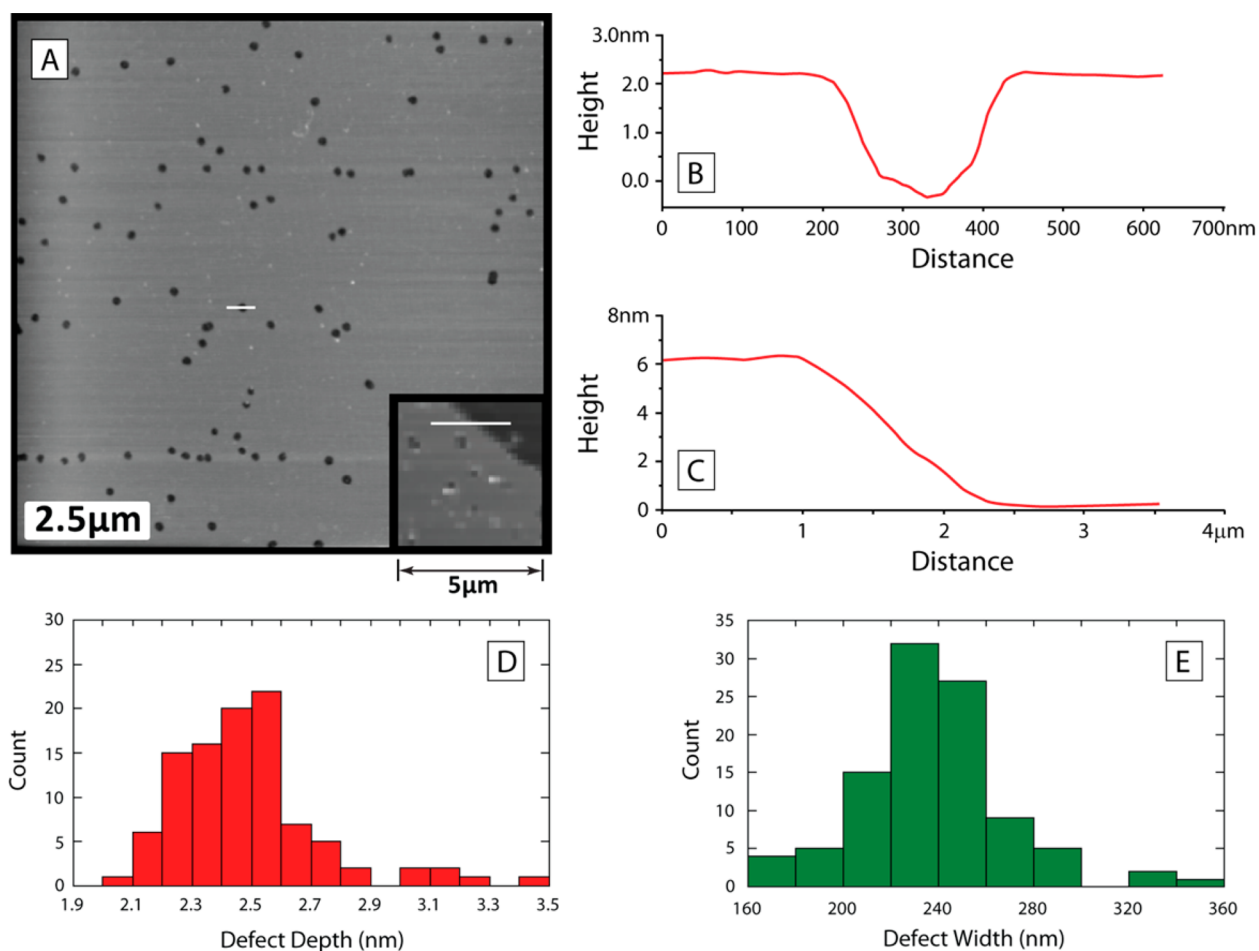 A
2.5µm
5µm
3.0nm
2.0
1.0
0.0
Height
B
0 100 200 300 400 500 600 700nm
Distance
8nm
6
4
2
0
Height
C
0 1 2 3 4µm
Distance
30
25
20
15
10
5
0
Count
D
1.9 2.1 2.3 2.5 2.7 2.9 3.1 3.3 3.5
Defect Depth (nm)
35
30
25
20
15
10
5
0
Count
E
160 200 240 280 320 360
Defect Width (nm)